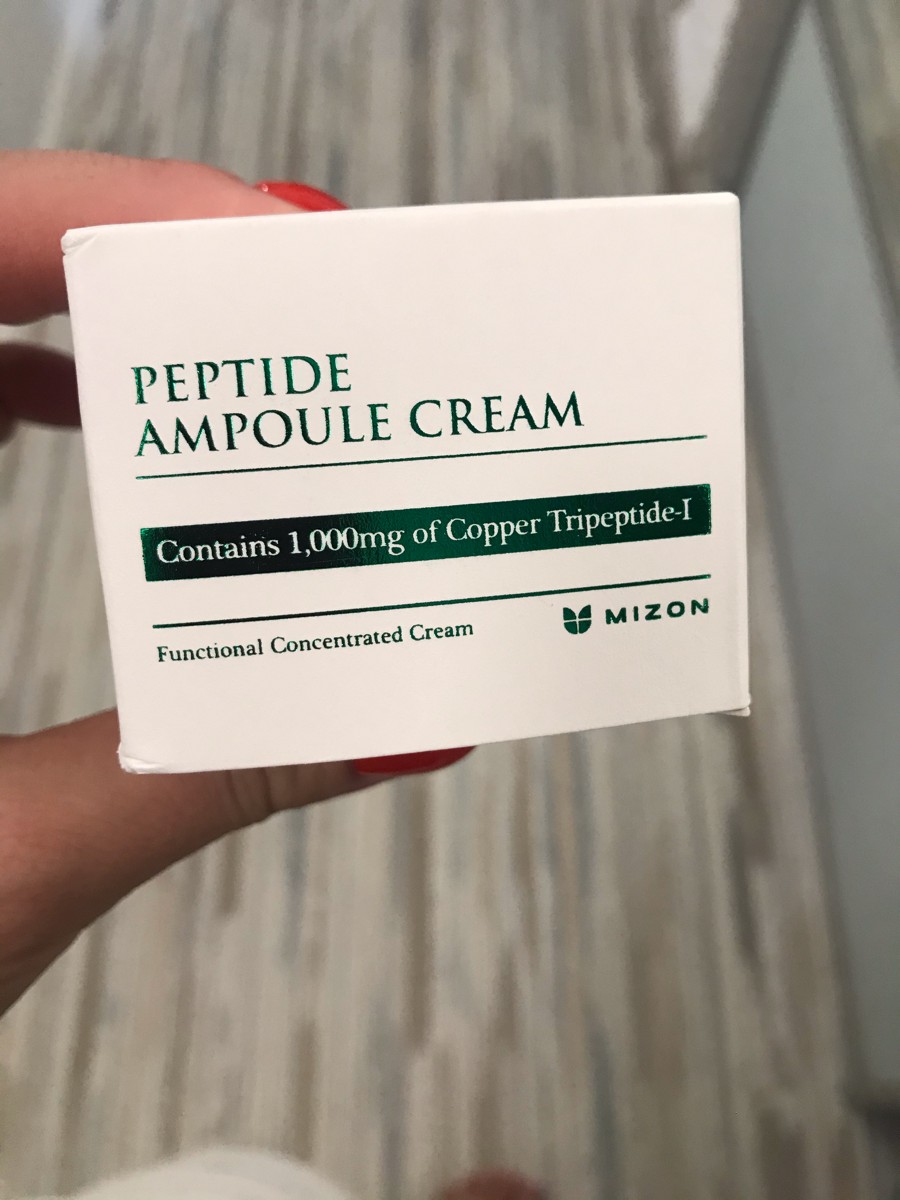 PEPTIDE
AMPOULE CREAM
Contains 1,000mg of Copper Tripeptide-I
Functional Concentrated Cream
MIZON